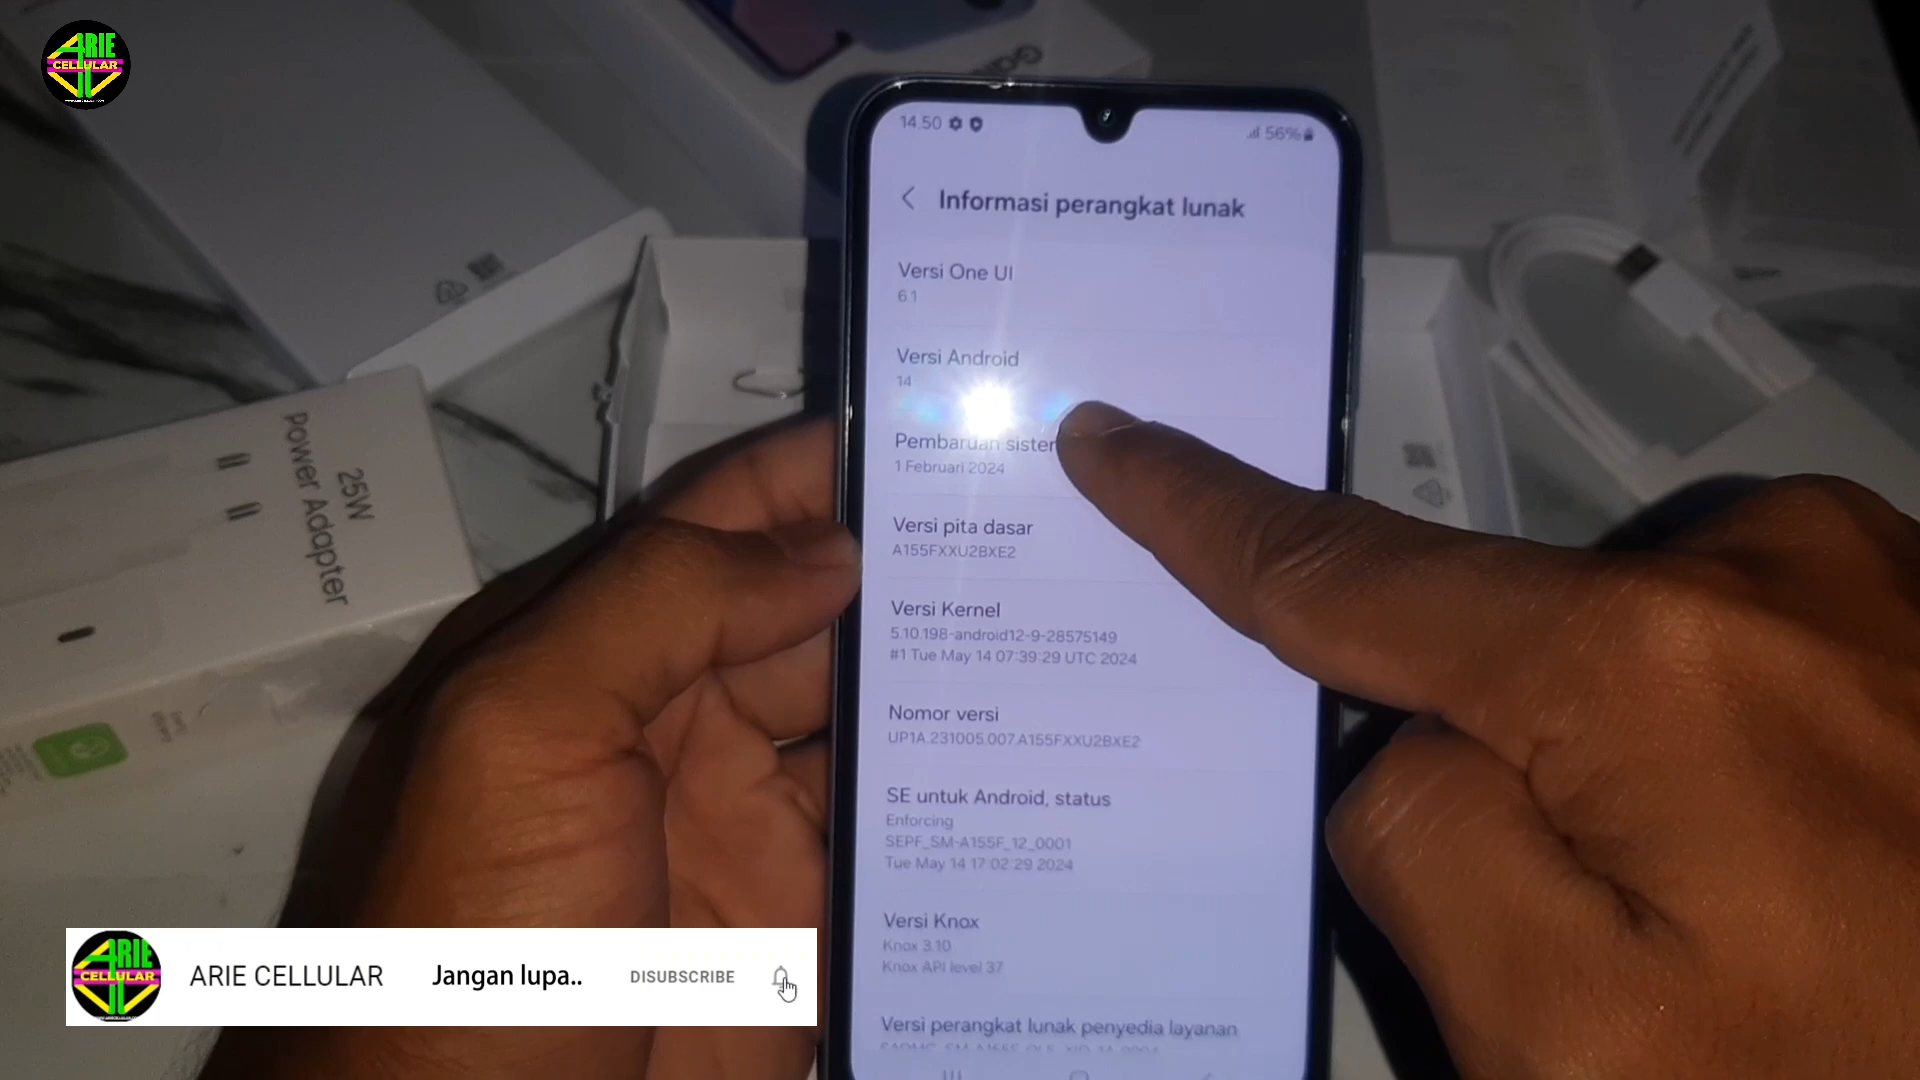 ARIE
CELLULAR
14.50
56%
Informasi perangkat lunak
Versi One UI
6.1
Versi Android
14
Pembaruan sister
1 Februari 2024
Versi pita dasar
A155FXXU2BXE2
Versi Kernel
5.10.198-android12-9-28575149
#1 Tue May 14 07:39:29 UTC 2024
Nomor versi
UP1A.231005.007.A155FXXU2BXE2
SE untuk Android, status
Enforcing
SEPF_SM-A155F_12_0001
Tue May 14 17:02:29 2024
Versi Knox
Knox 3.10
Knox API level 37
Versi perangkat lunak penyedia layanan
25W
Power Adapter
ARIE
CELLULAR
ARIE CELLULAR Jangan lupa.. DISUBSCRIBE